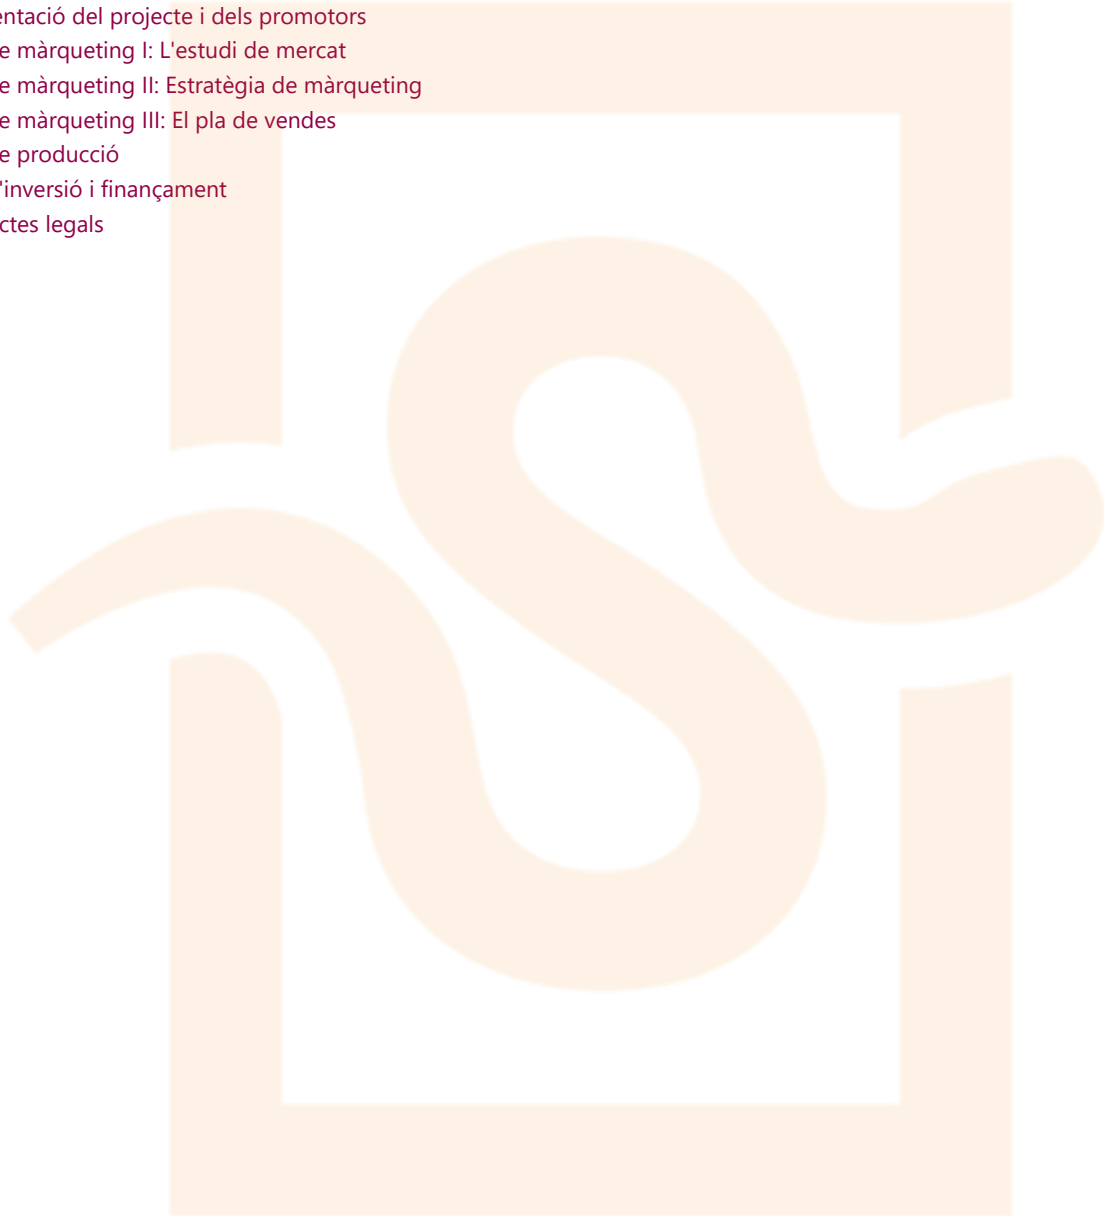 entació del projecte i dels promotors
e màrqueting I: L'estudi de mercat
e màrqueting II: Estratègia de màrqueting
e màrqueting III: El pla de vendes
e producció
'inversió i finançament
ctes legals